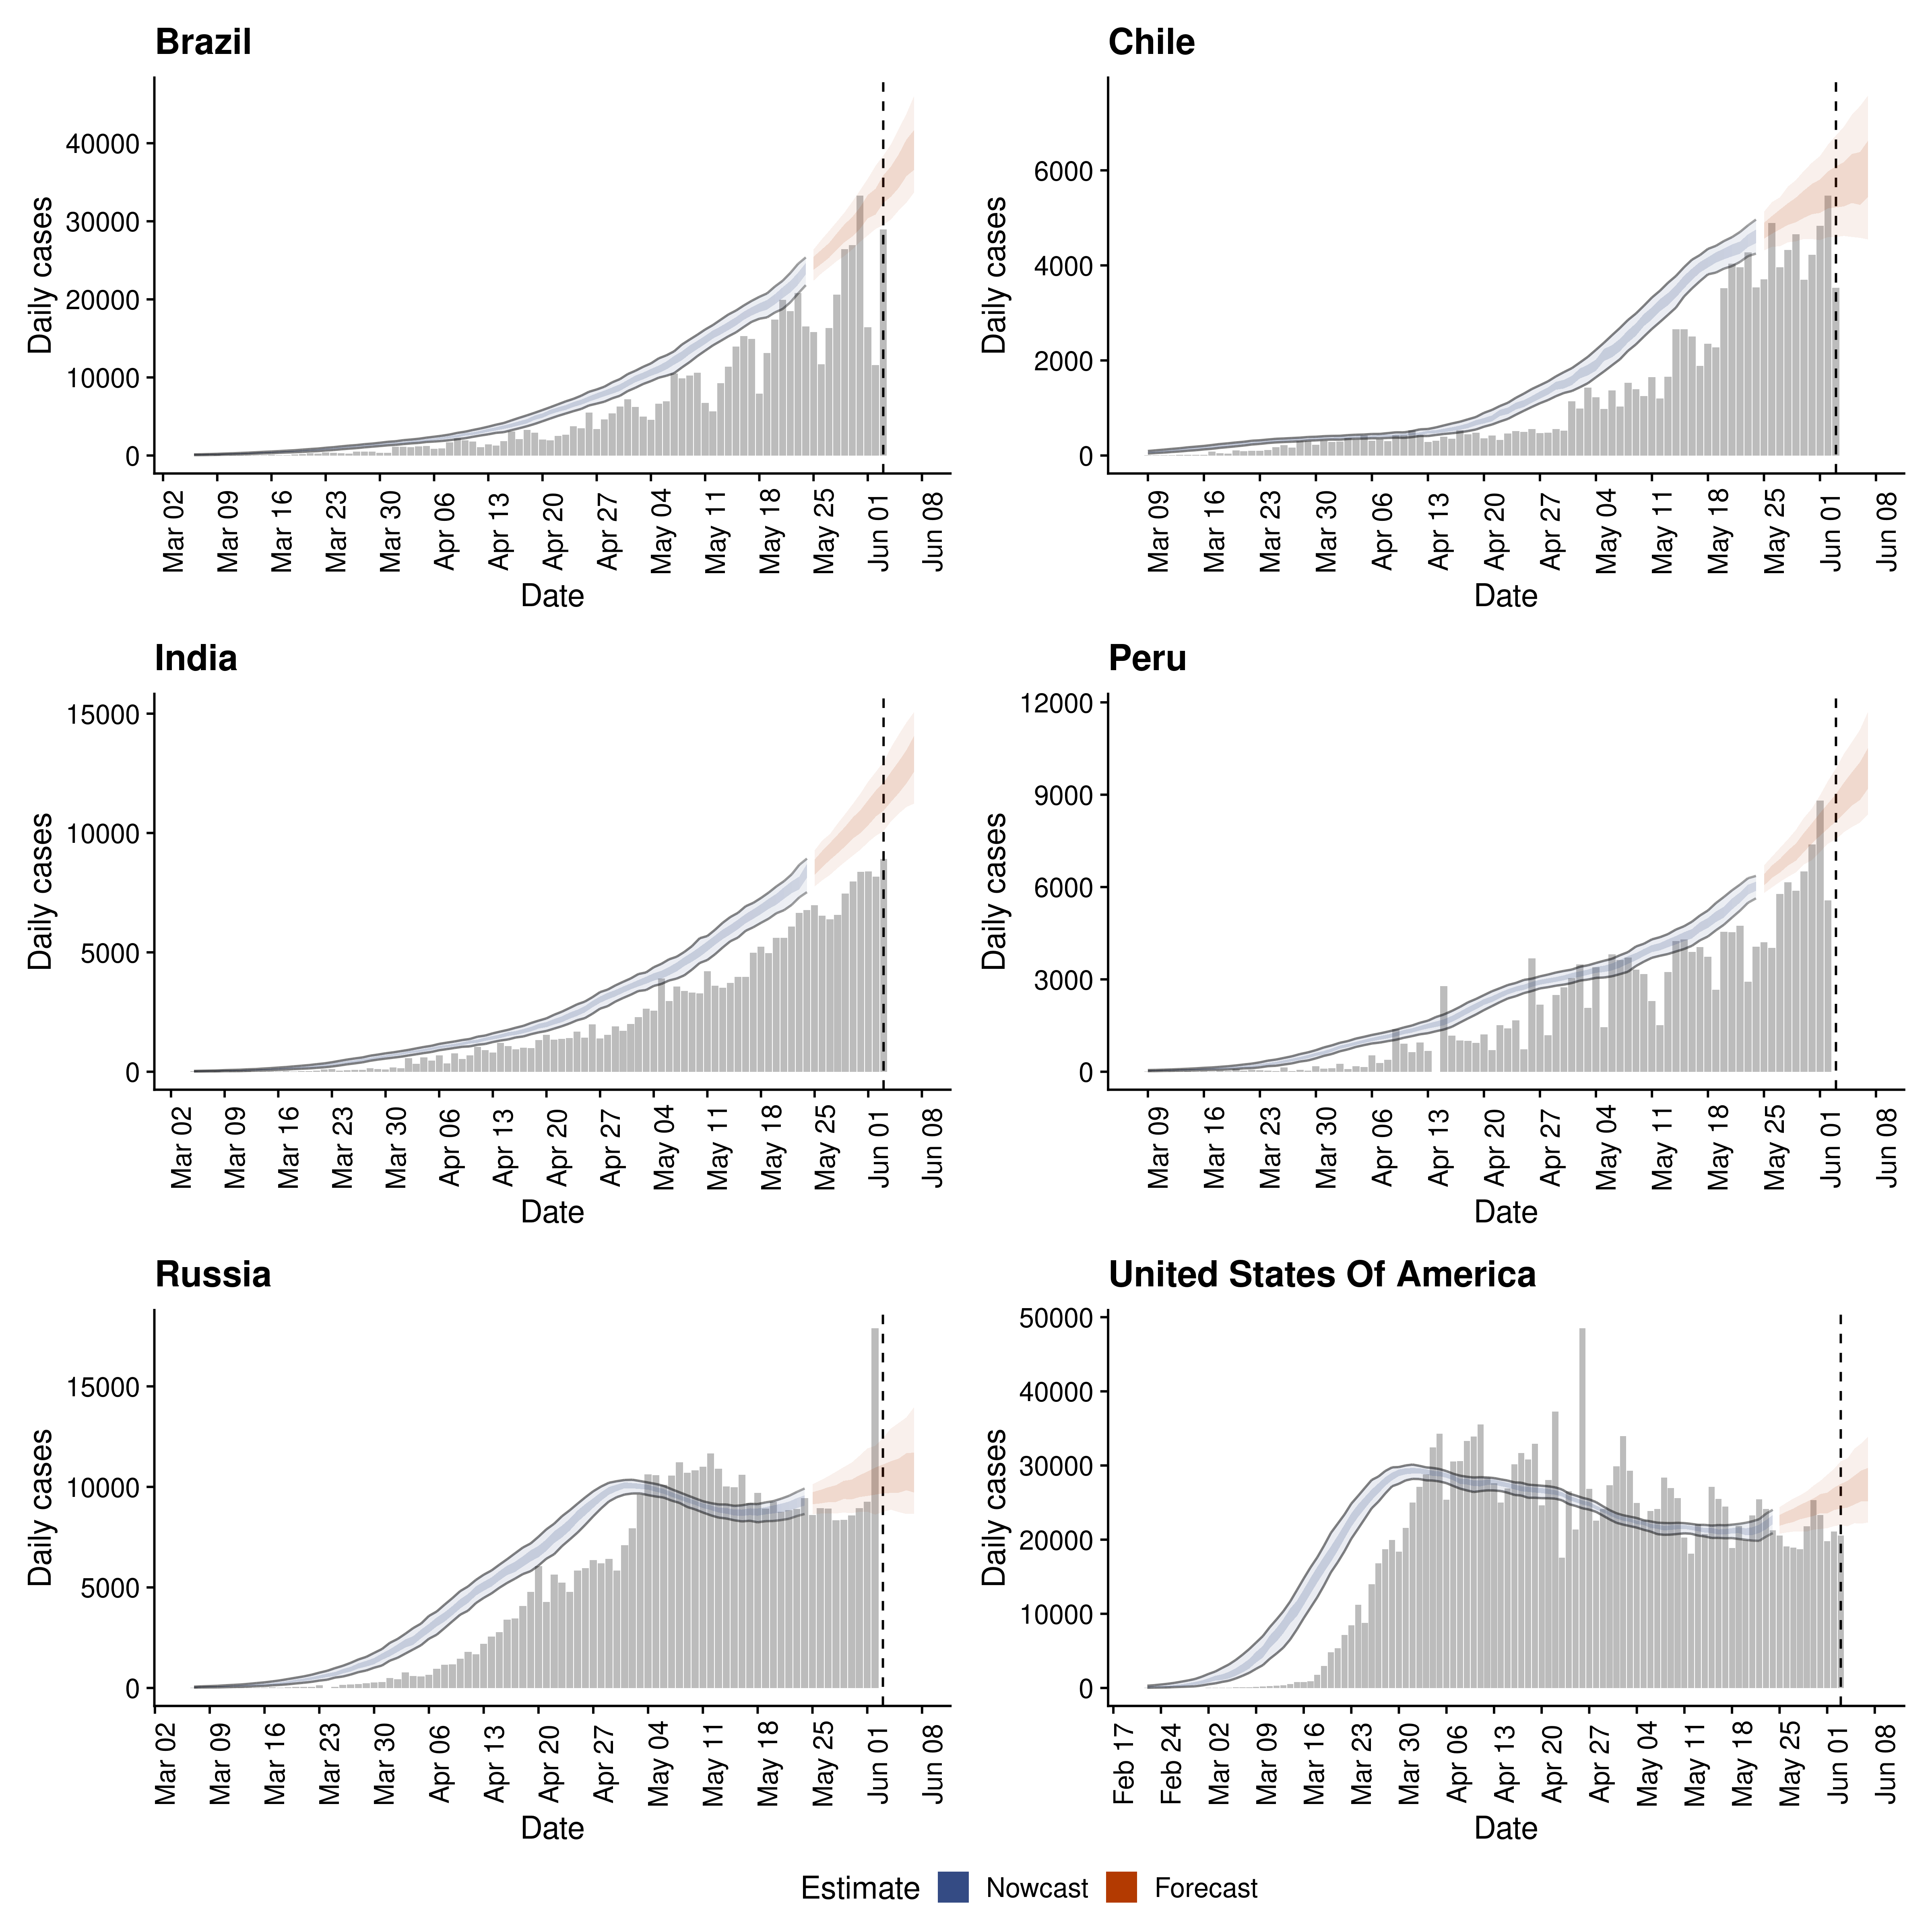 Brazil
Daily cases
40000
30000
20000
10000
0
Mar 02 Mar 09 Mar 16 Mar 23 Mar 30 Apr 06 Apr 13 Apr 20 Apr 27 May 04 May 11 May 18 May 25 Jun 01 Jun 08
Date
Chile
Daily cases
6000
4000
2000
0
Mar 09 Mar 16 Mar 23 Mar 30 Apr 06 Apr 13 Apr 20 Apr 27 May 04 May 11 May 18 May 25 Jun 01 Jun 08
Date
India
Daily cases
15000
10000
5000
0
Mar 02 Mar 09 Mar 16 Mar 23 Mar 30 Apr 06 Apr 13 Apr 20 Apr 27 May 04 May 11 May 18 May 25 Jun 01 Jun 08
Date
Peru
Daily cases
12000
9000
6000
3000
0
Mar 09 Mar 16 Mar 23 Mar 30 Apr 06 Apr 13 Apr 20 Apr 27 May 04 May 11 May 18 May 25 Jun 01 Jun 08
Date
Russia
Daily cases
15000
10000
5000
0
Mar 02 Mar 09 Mar 16 Mar 23 Mar 30 Apr 06 Apr 13 Apr 20 Apr 27 May 04 May 11 May 18 May 25 Jun 01 Jun 08
Date
United States Of America
Daily cases
50000
40000
30000
20000
10000
0
Feb 17 Feb 24 Mar 02 Mar 09 Mar 16 Mar 23 Mar 30 Apr 06 Apr 13 Apr 20 Apr 27 May 04 May 11 May 18 May 25 Jun 01 Jun 08
Date
Estimate Nowcast Forecast